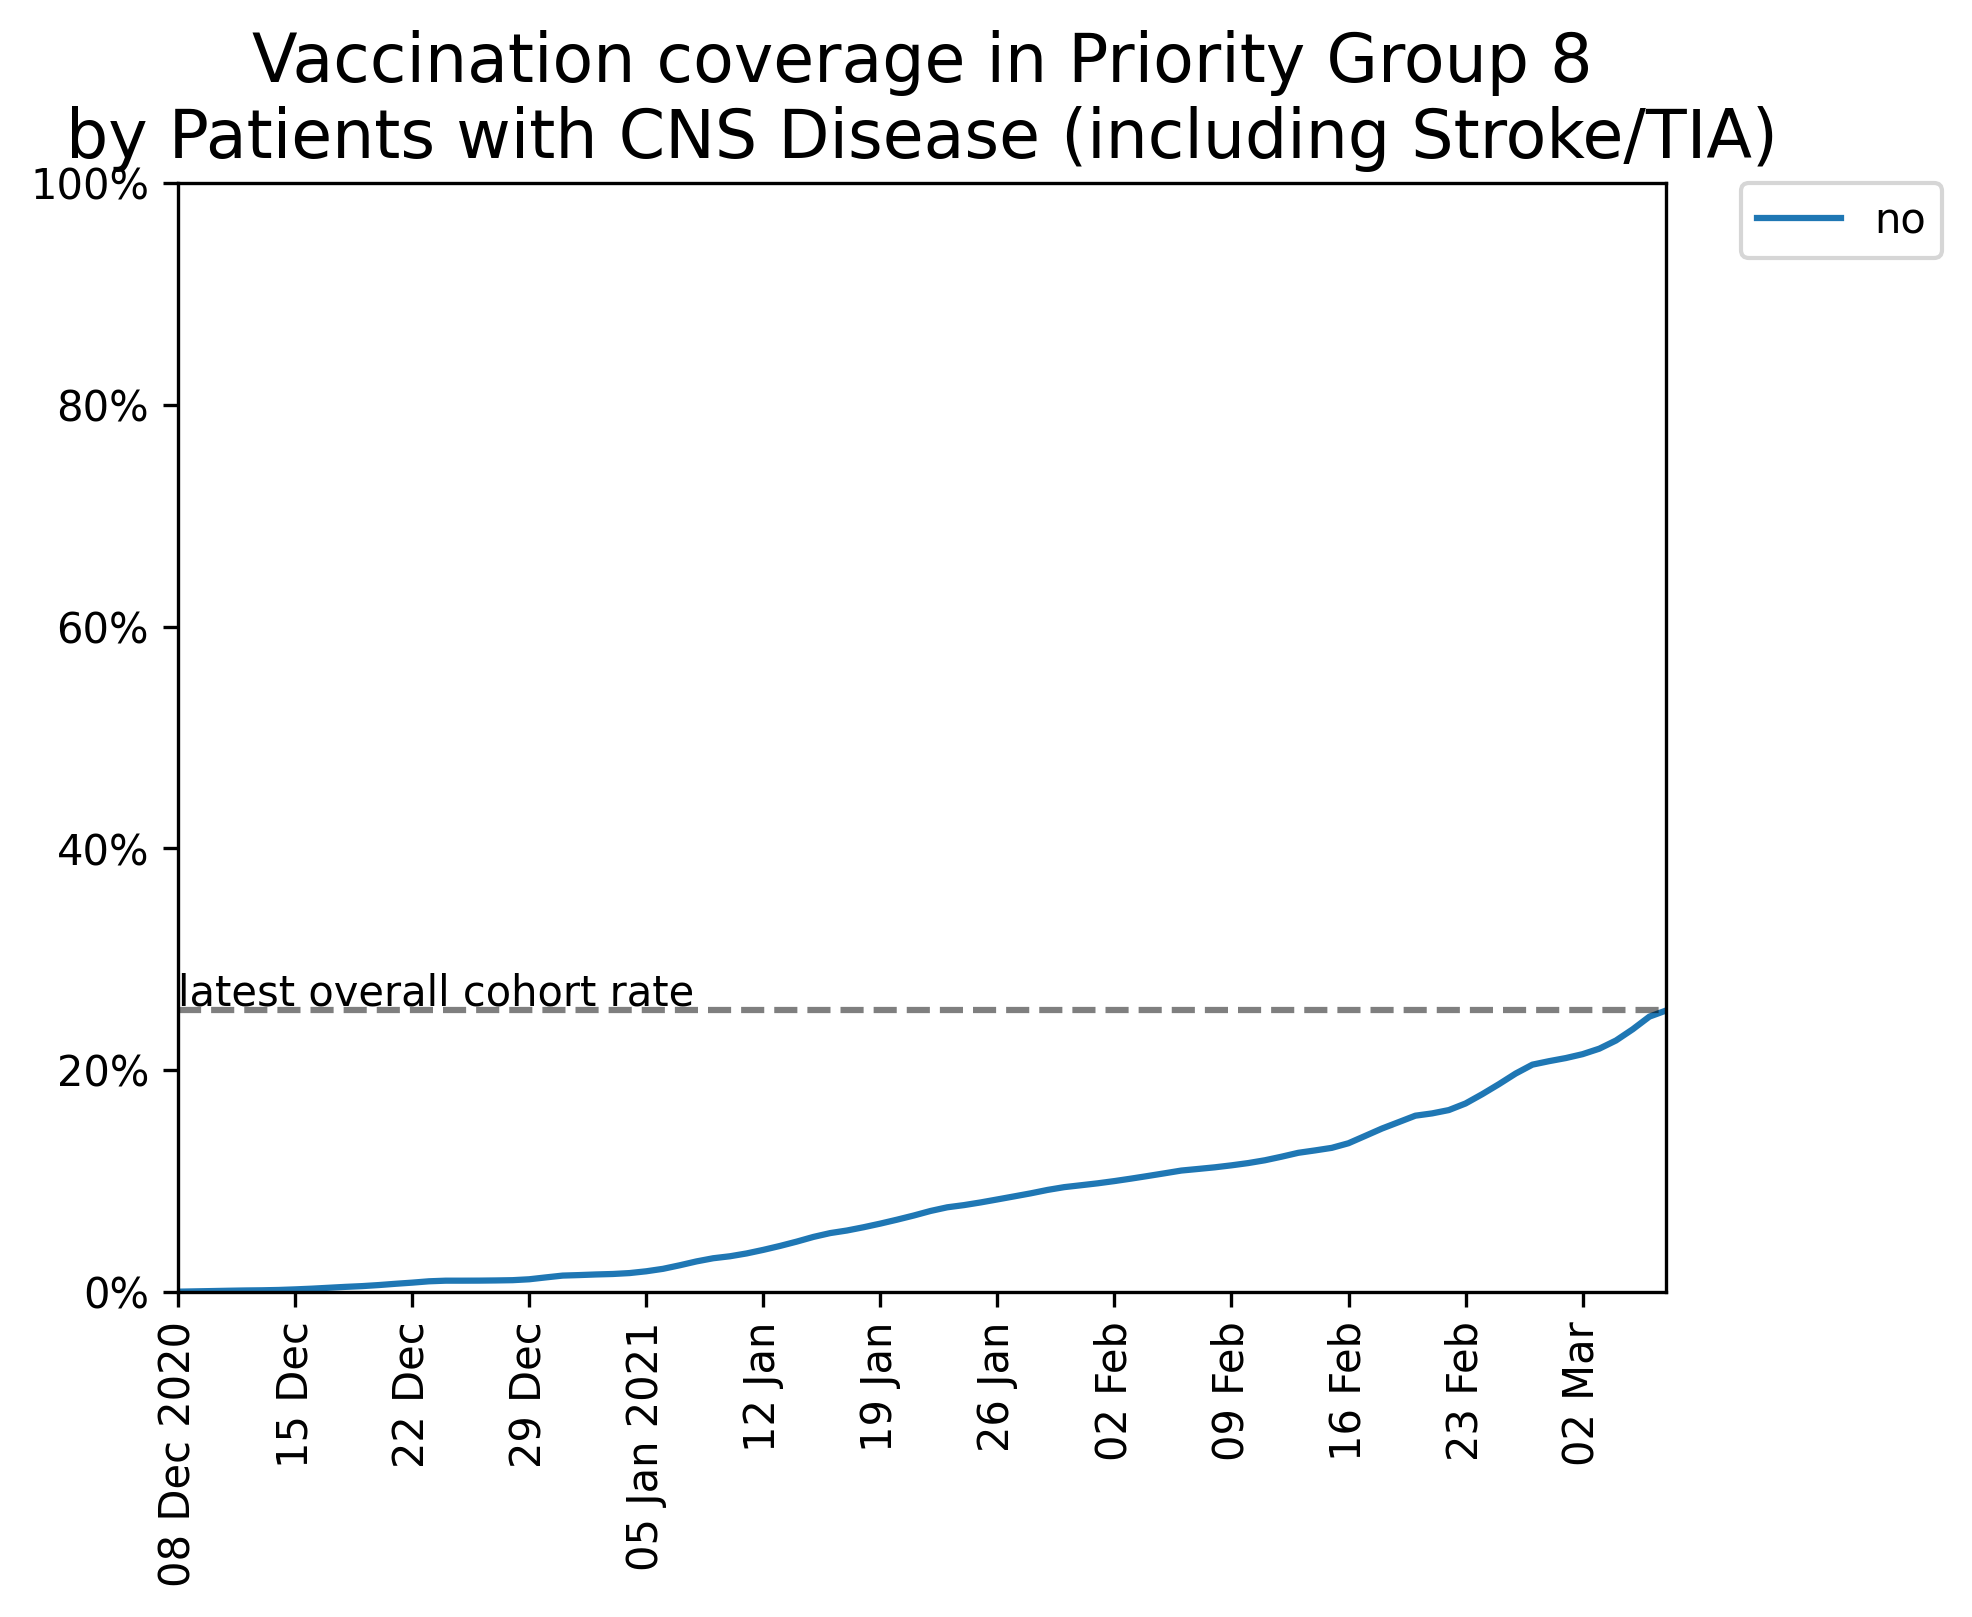 Vaccination coverage in Priority Group 8
by Patients with CNS Disease (including Stroke/TIA)
100%
80%
60%
40%
20%
0%
latest overall cohort rate
no
08 Dec 2020
15 Dec
22 Dec
29 Dec
05 Jan 2021
12 Jan
19 Jan
26 Jan
02 Feb
09 Feb
16 Feb
23 Feb
02 Mar